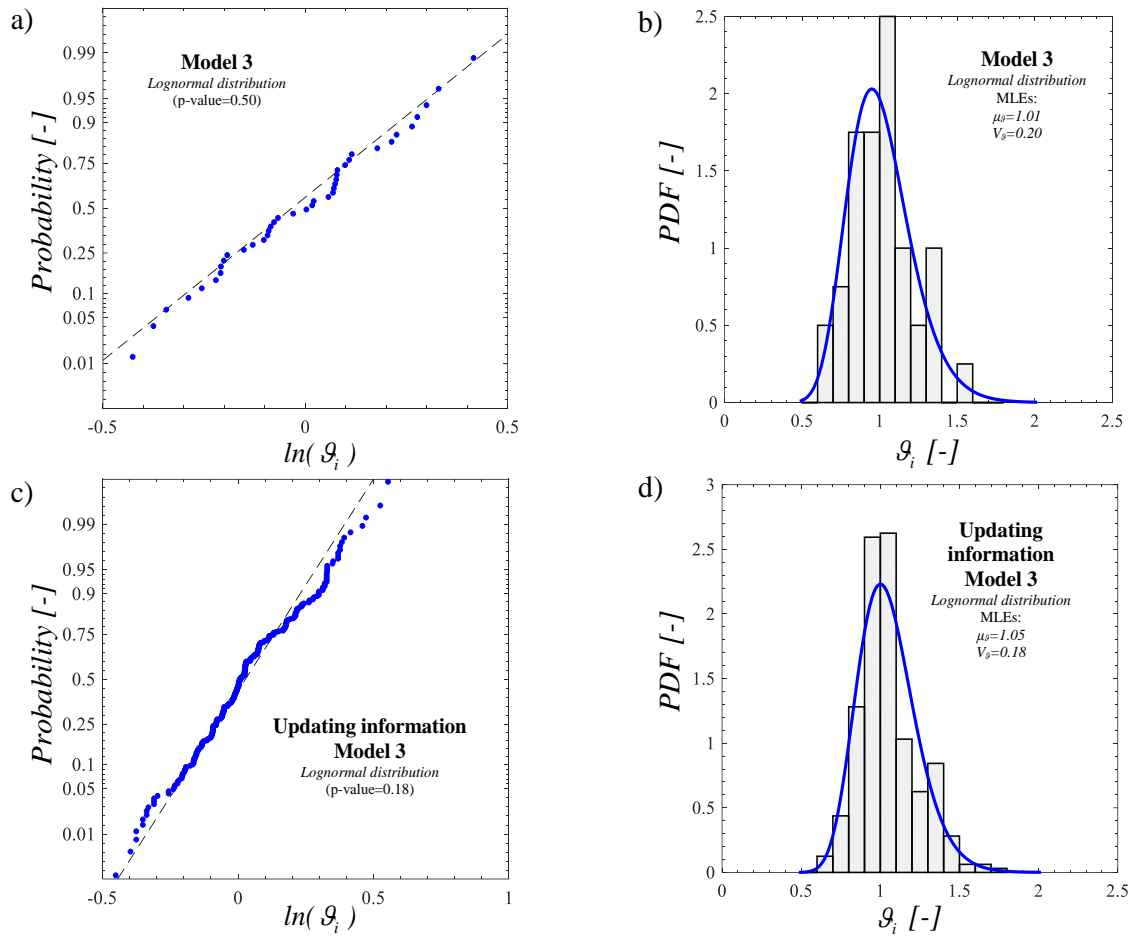 a)
Probability [-]
0.99
0.95
0.9
0.75
0.5
0.25
0.1
0.05
0.01
Model 3
Lognormal distribution
(p-value=0.50)
-0.5
0
0.5
ln( ϑi )
b)
PDF [-]
2.5
2
1.5
1
0.5
0
Model 3
Lognormal distribution
MLEs:
μϑ=1.01
Vϑ=0.20
0
0.5
1
1.5
2
2.5
ϑi [-]
c)
Probability [-]
0.99
0.95
0.9
0.75
0.5
0.25
0.1
0.05
0.01
Updating information
Model 3
Lognormal distribution
(p-value=0.18)
-0.5
0
0.5
1
ln( ϑi )
d)
PDF [-]
3
2.5
2
1.5
1
0.5
0
Updating
information
Model 3
Lognormal distribution
MLEs:
μϑ=1.05
Vϑ=0.18
0
0.5
1
1.5
2
2.5
ϑi [-]